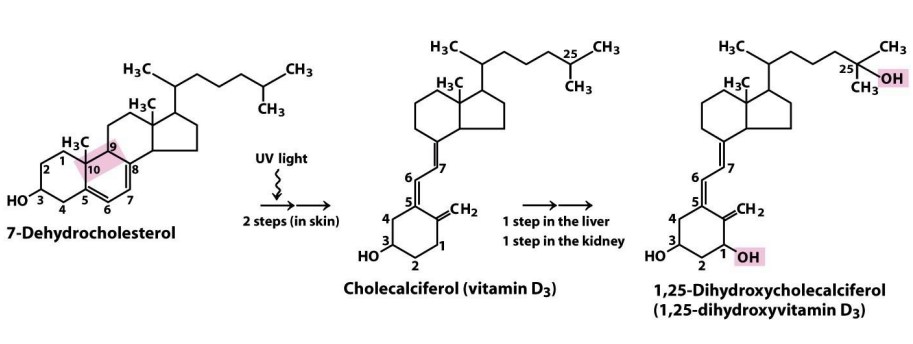 H₃C
CH₃
CH₃
H₃C
H₃C
9
1
10
8
2
HO
3
4
5
6
7
7-Dehydrocholesterol
UV light
2 steps (in skin)
H₃C
25
CH₃
CH₃
H₃C
7
6
5
CH₂
4
3
1
HO
2
Cholecalciferol (vitamin D₃)
1 step in the liver
1 step in the kidney
H₃C
CH₃
25
OH
CH₃
H₃C
7
6
5
CH₂
4
3
1
HO
OH
2
1,25-Dihydroxycholecalciferol
(1,25-dihydroxyvitamin D₃)